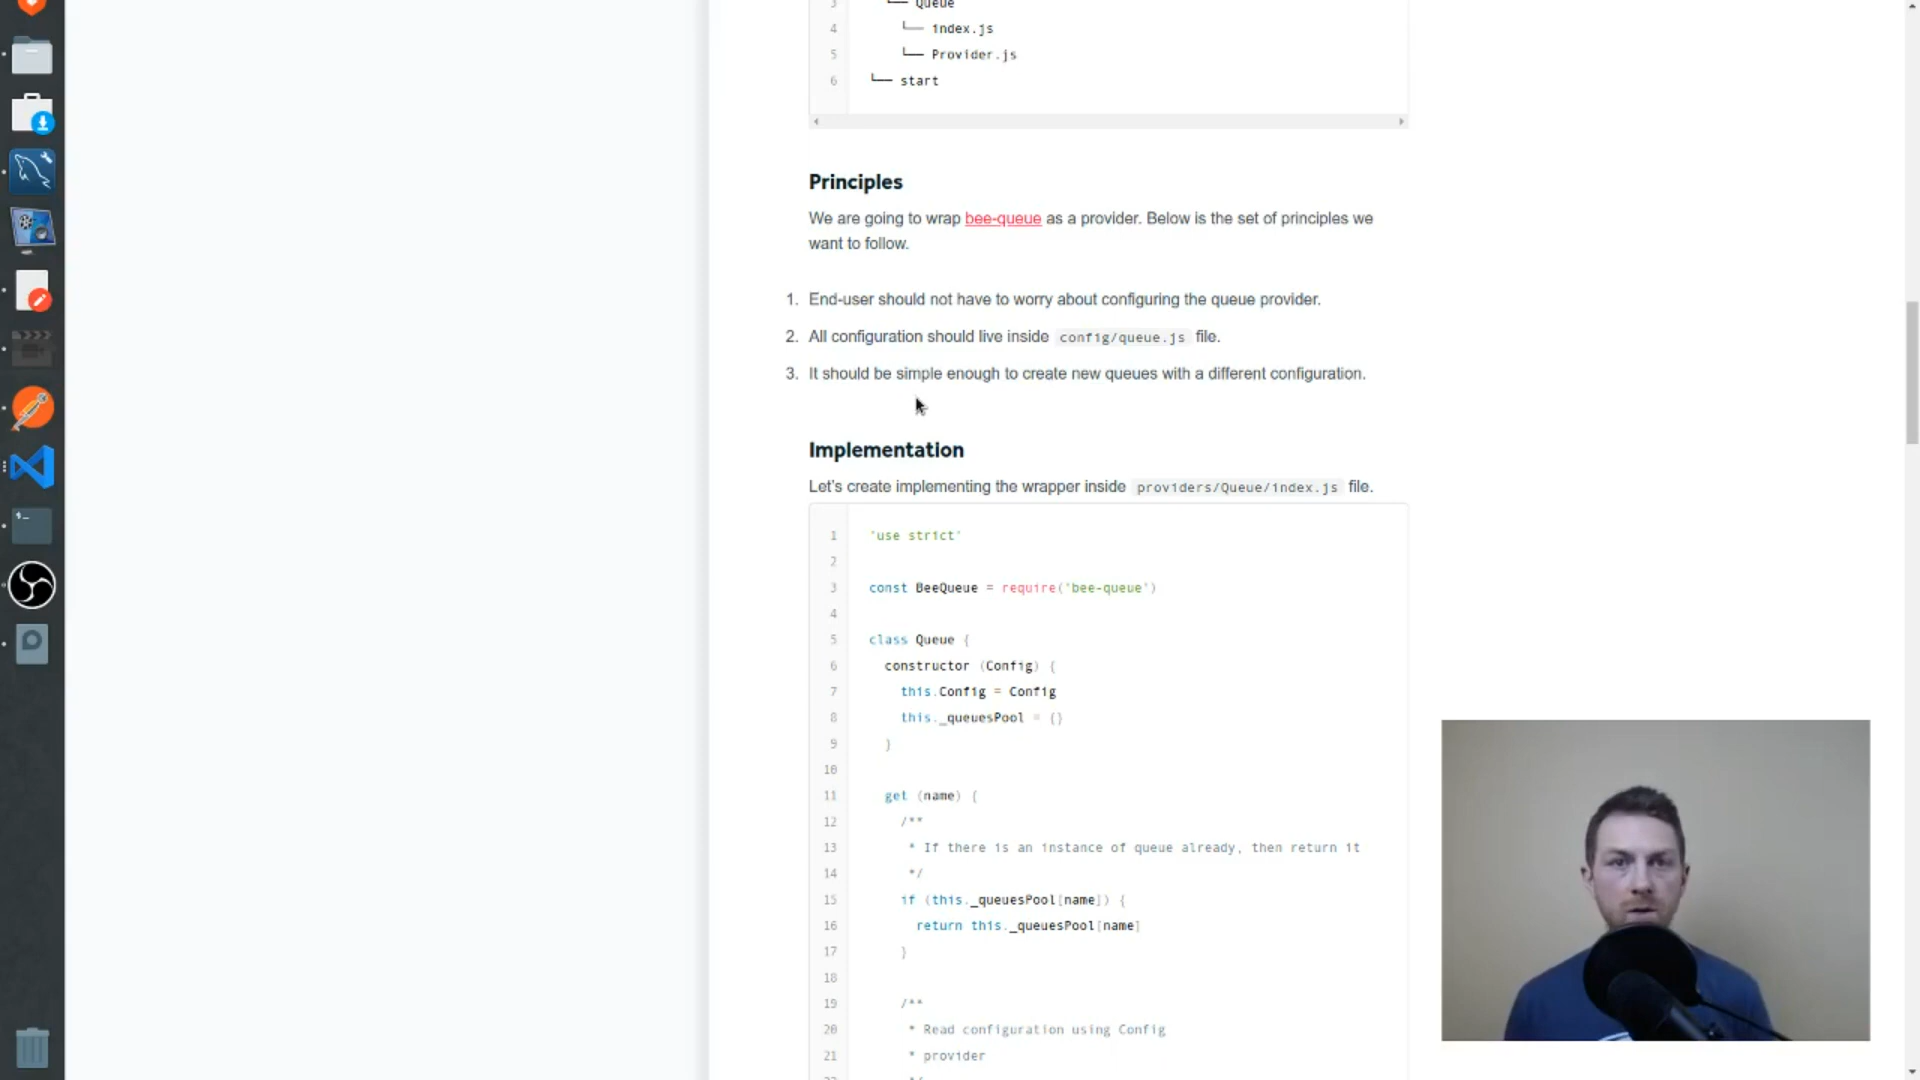 3 └── Queue
4 └── index.js
5 └── Provider.js
6 └── start
Principles
We are going to wrap bee-queue as a provider. Below is the set of principles we
want to follow.
1. End-user should not have to worry about configuring the queue provider.
2. All configuration should live inside config/queue.js file.
3. It should be simple enough to create new queues with a different configuration.
Implementation
Let's create implementing the wrapper inside providers/Queue/index.js file.
1 'use strict'
2
3 const BeeQueue = require('bee-queue')
4
5 class Queue {
6 constructor (Config) {
7 this.Config = Config
8 this._queuesPool = {}
9 }
10
11 get (name) {
12 /**
13 * If there is an instance of queue already, then return it
14 */
15 if (this._queuesPool[name]) {
16 return this._queuesPool[name]
17 }
18
19 /**
20 * Read configuration using Config
21 * provider